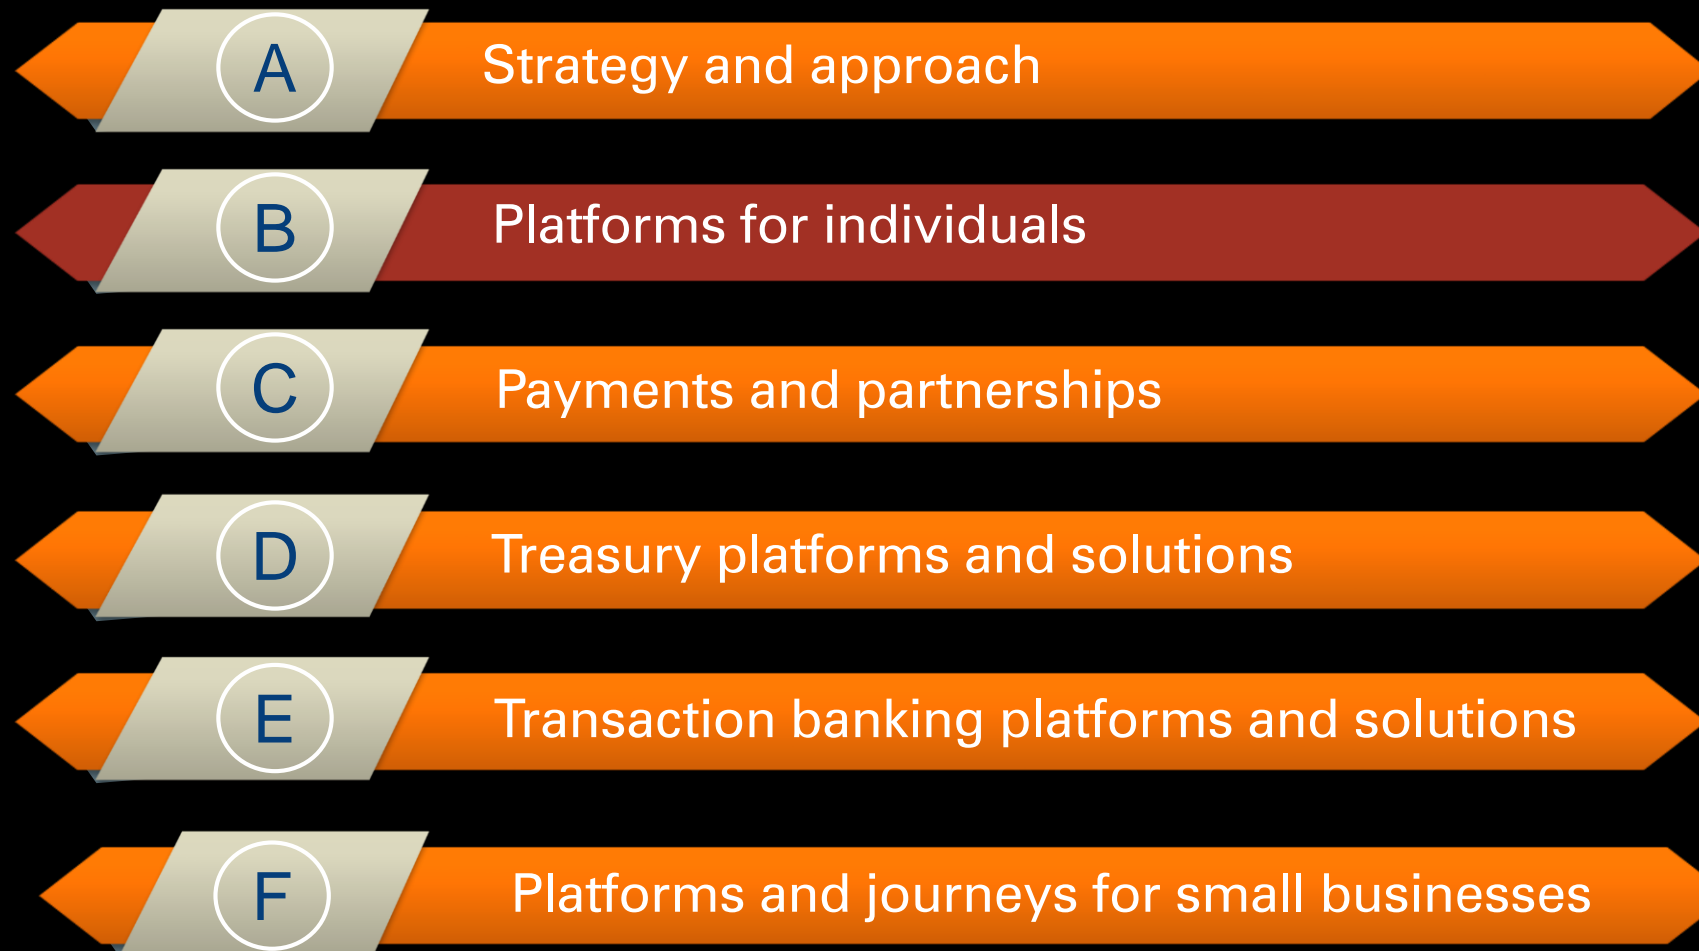 A Strategy and approach
B Platforms for individuals
C Payments and partnerships
D Treasury platforms and solutions
E Transaction banking platforms and solutions
F Platforms and journeys for small businesses